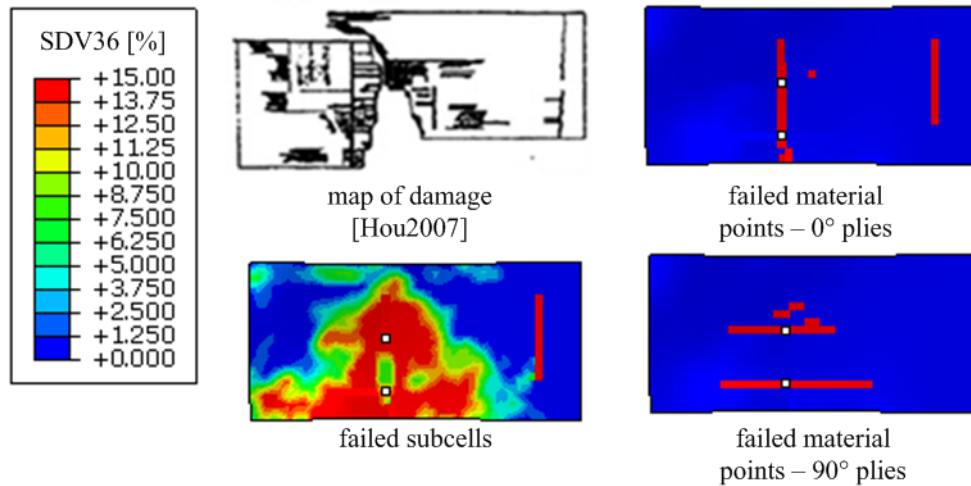 SDV36 [%]
+15.00
+13.75
+12.50
+11.25
+10.00
+8.750
+7.500
+6.250
+5.000
+3.750
+2.500
+1.250
+0.000
map of damage
[Hou2007]
failed material
points – 0° plies
failed subcells
failed material
points – 90° plies